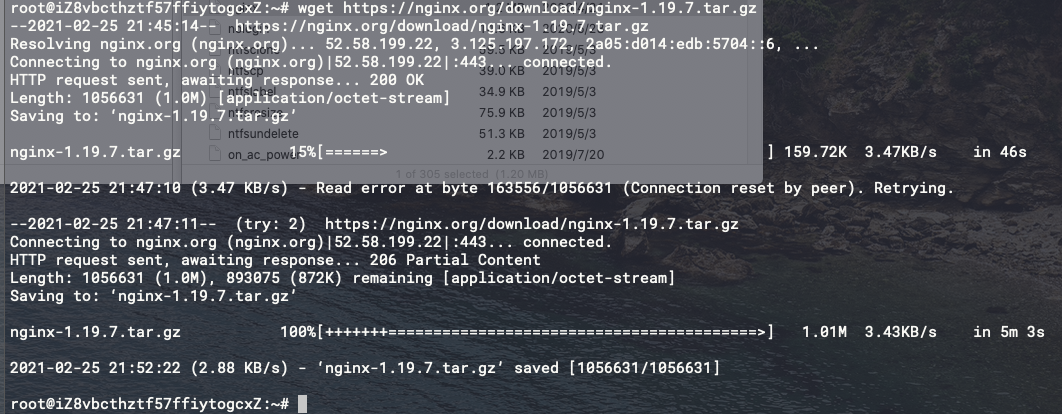 root@iZ8vbcthztf57ffiytogcxZ:~# wget https://nginx.org/download/nginx-1.19.7.tar.gz
--2021-02-25 21:45:14--  https://nginx.org/download/nginx-1.19.7.tar.gz
Resolving nginx.org (nginx.org)... 52.58.199.22, 3.125.197.172, 2a05:d014:edb:5704::6, ...
Connecting to nginx.org (nginx.org)|52.58.199.22|:443... connected.
HTTP request sent, awaiting response... 200 OK
39.0 KB 2019/5/3
Length: 1056631 (1.0M) [application/octet-stream]
34.9 KB 2019/5/3
Saving to: ‘nginx-1.19.7.tar.gz’
75.9 KB 2019/5/3
ntfsundelete 51.3 KB 2019/5/3
nginx-1.19.7.tar.gz 15%[======> ] 159.72K 3.47KB/s in 46s
on_ac_power 2.2 KB 2019/7/20
1 of 305 selected (1.20 MB)
2021-02-25 21:47:10 (3.47 KB/s) - Read error at byte 163556/1056631 (Connection reset by peer). Retrying.
--2021-02-25 21:47:11--  (try: 2)  https://nginx.org/download/nginx-1.19.7.tar.gz
Connecting to nginx.org (nginx.org)|52.58.199.22|:443... connected.
HTTP request sent, awaiting response... 206 Partial Content
Length: 1056631 (1.0M), 893075 (872K) remaining [application/octet-stream]
Saving to: ‘nginx-1.19.7.tar.gz’
nginx-1.19.7.tar.gz 100%[+++++++=========================================>] 1.01M 3.43KB/s in 5m 3s
2021-02-25 21:52:22 (2.88 KB/s) - ‘nginx-1.19.7.tar.gz’ saved [1056631/1056631]
root@iZ8vbcthztf57ffiytogcxZ:~#